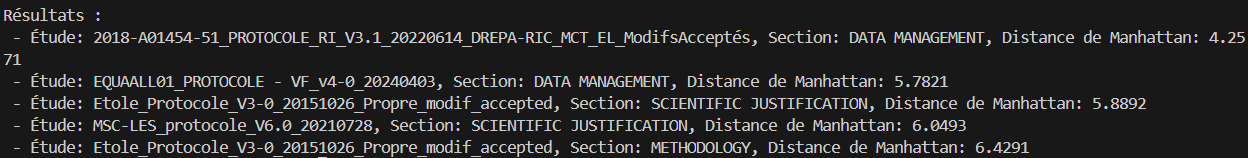 Résultats :
- Étude: 2018-A01454-51_PROTOCOLE_RI_V3.1_20220614_DREPA-RIC_MCT_EL_ModifsAcceptés, Section: DATA MANAGEMENT, Distance de Manhattan: 4.25
71
- Étude: EQUAALL01_PROTOCOLE - VF_v4-0_20240403, Section: DATA MANAGEMENT, Distance de Manhattan: 5.7821
- Étude: Etole_Protocole_V3-0_20151026_Propre_modif_accepted, Section: SCIENTIFIC JUSTIFICATION, Distance de Manhattan: 5.8892
- Étude: MSC-LES_protocole_V6.0_20210728, Section: SCIENTIFIC JUSTIFICATION, Distance de Manhattan: 6.0493
- Étude: Etole_Protocole_V3-0_20151026_Propre_modif_accepted, Section: METHODOLOGY, Distance de Manhattan: 6.4291